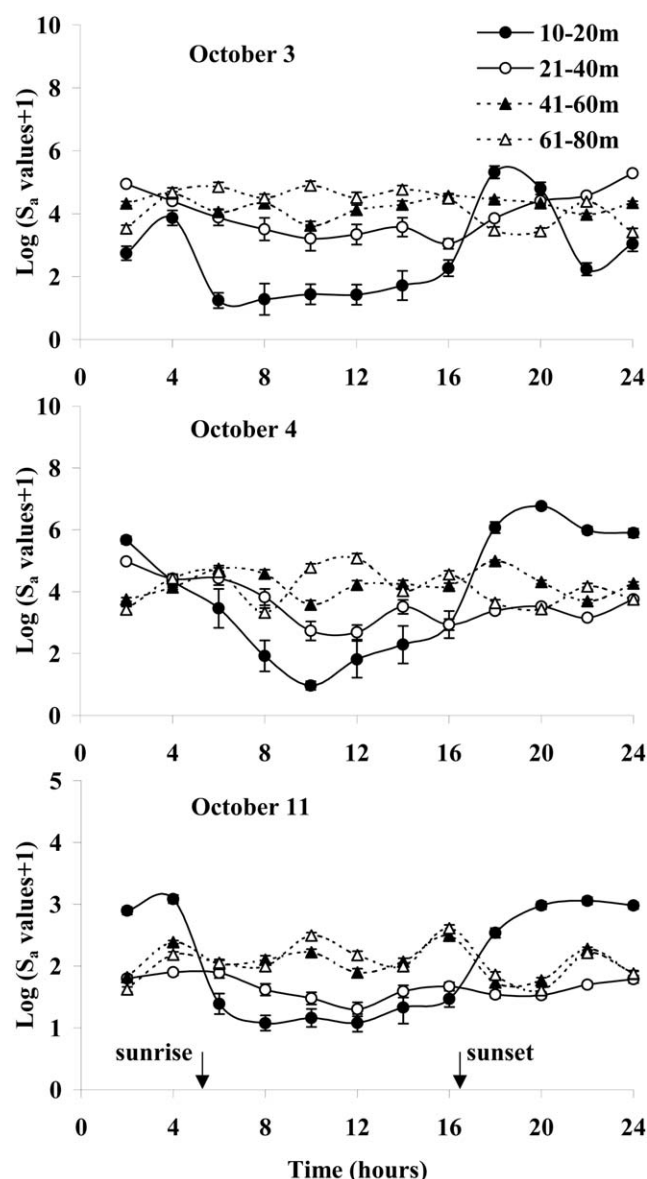 10
October 3
10-20m
8
21-40m
41-60m
6
61-80m
4
2
0
Log (Sa values+1)
0 4 8 12 16 20 24
10
October 4
8
6
4
2
0
Log (Sa values+1)
0 4 8 12 16 20 24
5
October 11
4
3
2
1
sunrise sunset
0
Log (Sa values+1)
0 4 8 12 16 20 24
Time (hours)